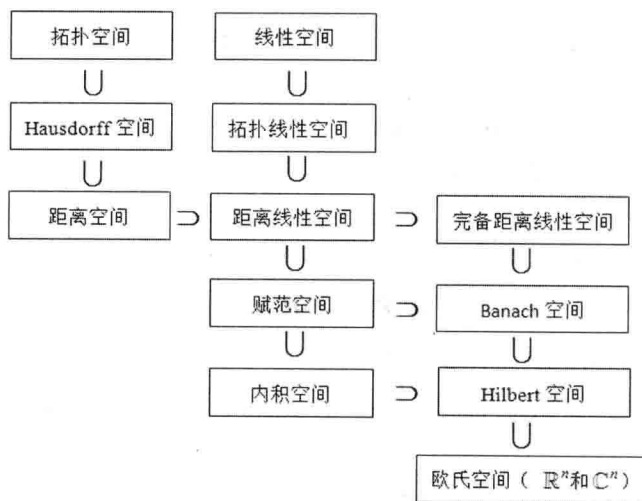 拓扑空间 线性空间
∪ ∪
Hausdorff 空间 拓扑线性空间
∪ ∪
距离空间 ⊃ 距离线性空间 ⊃ 完备距离线性空间
∪ ∪
赋范空间 ⊃ Banach 空间
∪ ∪
内积空间 ⊃ Hilbert 空间
∪
欧氏空间（ ℝⁿ和 ℂⁿ）